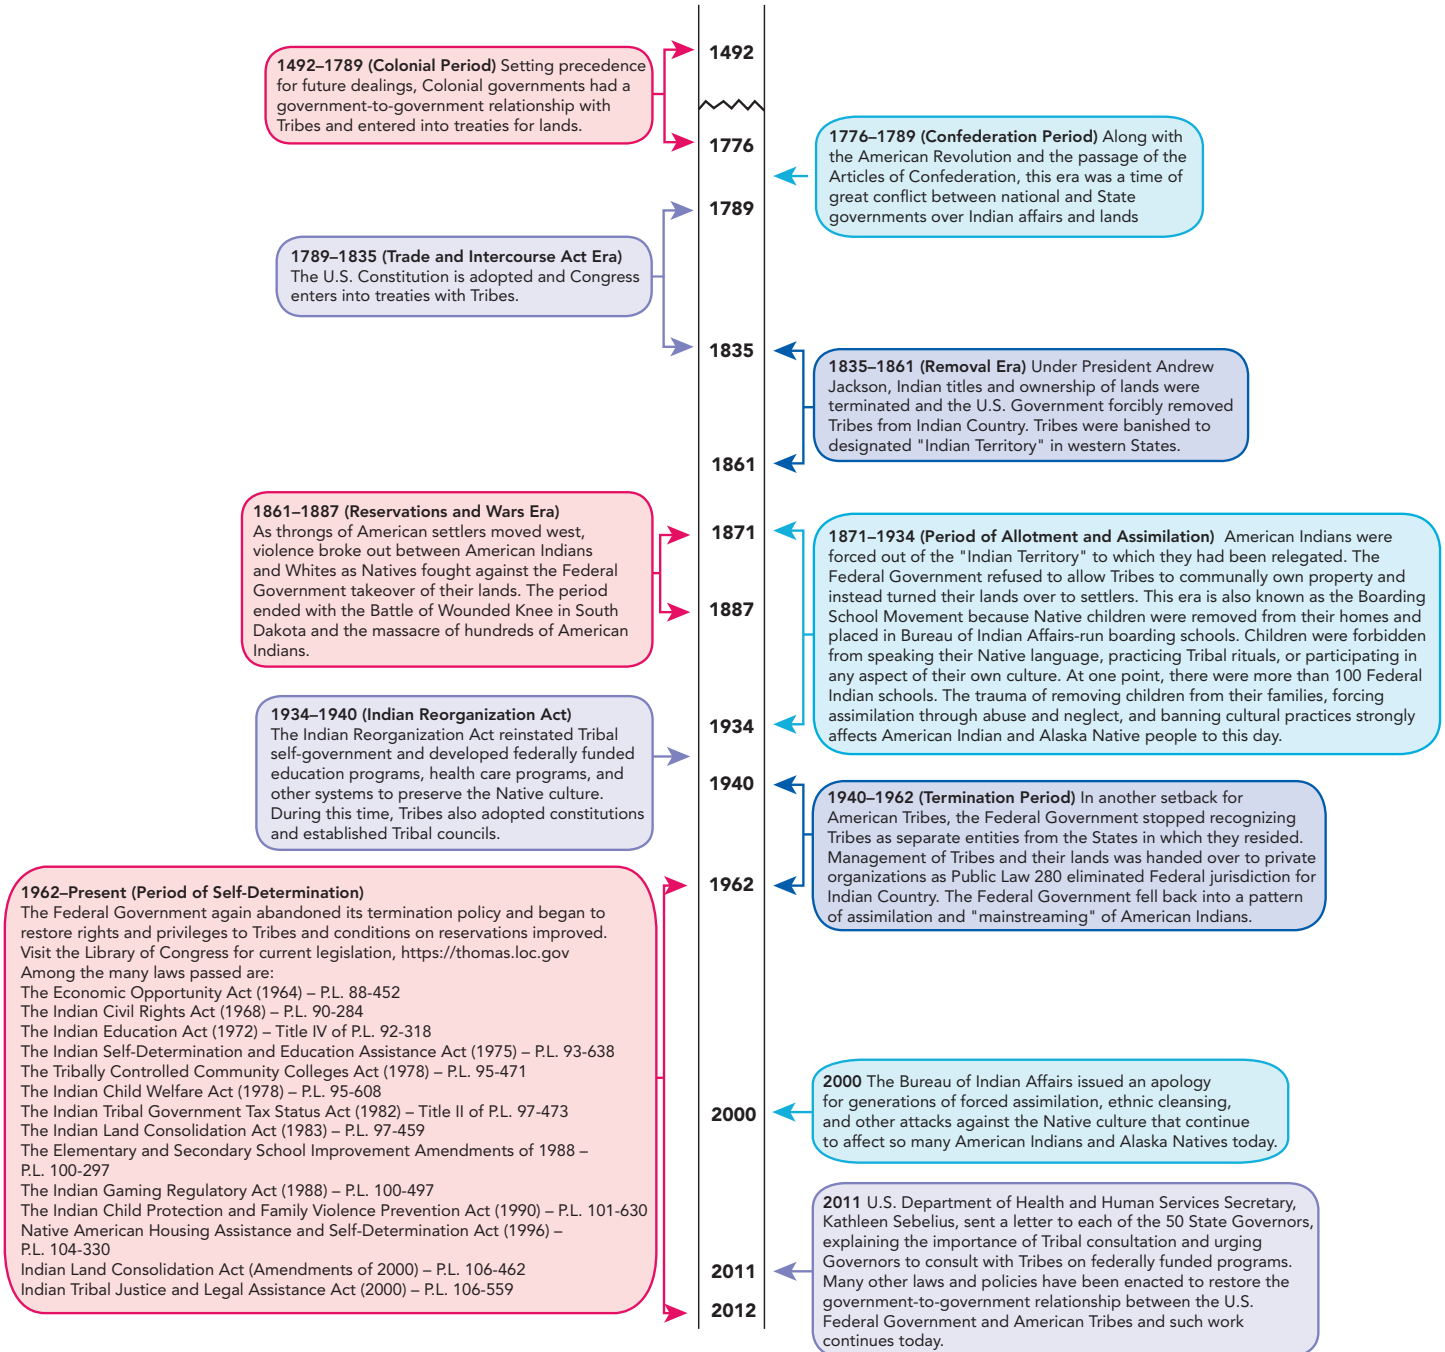 1492
1492–1789 (Colonial Period) Setting precedence
for future dealings, Colonial governments had a
government-to-government relationship with
Tribes and entered into treaties for lands.
1776
1776–1789 (Confederation Period) Along with
the American Revolution and the passage of the
Articles of Confederation, this era was a time of
great conflict between national and State
governments over Indian affairs and lands
1789
1789–1835 (Trade and Intercourse Act Era)
The U.S. Constitution is adopted and Congress
enters into treaties with Tribes.
1835
1835–1861 (Removal Era) Under President Andrew
Jackson, Indian titles and ownership of lands were
terminated and the U.S. Government forcibly removed
Tribes from Indian Country. Tribes were banished to
designated "Indian Territory" in western States.
1861
1861–1887 (Reservations and Wars Era)
As throngs of American settlers moved west,
violence broke out between American Indians
and Whites as Natives fought against the Federal
Government takeover of their lands. The period
ended with the Battle of Wounded Knee in South
Dakota and the massacre of hundreds of American
Indians.
1871
1887
1871–1934 (Period of Allotment and Assimilation) American Indians were
forced out of the "Indian Territory" to which they had been relegated. The
Federal Government refused to allow Tribes to communally own property and
instead turned their lands over to settlers. This era is also known as the Boarding
School Movement because Native children were removed from their homes and
placed in Bureau of Indian Affairs-run boarding schools. Children were forbidden
from speaking their Native language, practicing Tribal rituals, or participating in
any aspect of their own culture. At one point, there were more than 100 Federal
Indian schools. The trauma of removing children from their families, forcing
assimilation through abuse and neglect, and banning cultural practices strongly
affects American Indian and Alaska Native people to this day.
1934
1934–1940 (Indian Reorganization Act)
The Indian Reorganization Act reinstated Tribal
self-government and developed federally funded
education programs, health care programs, and
other systems to preserve the Native culture.
During this time, Tribes also adopted constitutions
and established Tribal councils.
1940
1940–1962 (Termination Period) In another setback for
American Tribes, the Federal Government stopped recognizing
Tribes as separate entities from the States in which they resided.
Management of Tribes and their lands was handed over to private
organizations as Public Law 280 eliminated Federal jurisdiction for
Indian Country. The Federal Government fell back into a pattern
of assimilation and "mainstreaming" of American Indians.
1962
1962–Present (Period of Self-Determination)
The Federal Government again abandoned its termination policy and began to
restore rights and privileges to Tribes and conditions on reservations improved.
Visit the Library of Congress for current legislation, https://thomas.loc.gov
Among the many laws passed are:
The Economic Opportunity Act (1964) – P.L. 88-452
The Indian Civil Rights Act (1968) – P.L. 90-284
The Indian Education Act (1972) – Title IV of P.L. 92-318
The Indian Self-Determination and Education Assistance Act (1975) – P.L. 93-638
The Tribally Controlled Community Colleges Act (1978) – P.L. 95-471
The Indian Child Welfare Act (1978) – P.L. 95-608
The Indian Tribal Government Tax Status Act (1982) – Title II of P.L. 97-473
The Indian Land Consolidation Act (1983) – P.L. 97-459
The Elementary and Secondary School Improvement Amendments of 1988 –
P.L. 100-297
The Indian Gaming Regulatory Act (1988) – P.L. 100-497
The Indian Child Protection and Family Violence Prevention Act (1990) – P.L. 101-630
Native American Housing Assistance and Self-Determination Act (1996) –
P.L. 104-330
Indian Land Consolidation Act (Amendments of 2000) – P.L. 106-462
Indian Tribal Justice and Legal Assistance Act (2000) – P.L. 106-559
2000
2000 The Bureau of Indian Affairs issued an apology
for generations of forced assimilation, ethnic cleansing,
and other attacks against the Native culture that continue
to affect so many American Indians and Alaska Natives today.
2011
2011 U.S. Department of Health and Human Services Secretary,
Kathleen Sebelius, sent a letter to each of the 50 State Governors,
explaining the importance of Tribal consultation and urging
Governors to consult with Tribes on federally funded programs.
Many other laws and policies have been enacted to restore the
government-to-government relationship between the U.S.
Federal Government and American Tribes and such work
continues today.
2012